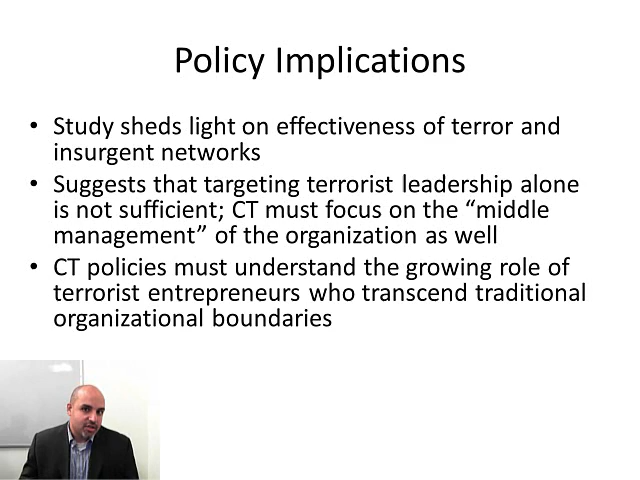 Policy Implications
• Study sheds light on effectiveness of terror and
insurgent networks
• Suggests that targeting terrorist leadership alone
is not sufficient; CT must focus on the “middle
management” of the organization as well
• CT policies must understand the growing role of
terrorist entrepreneurs who transcend traditional
organizational boundaries